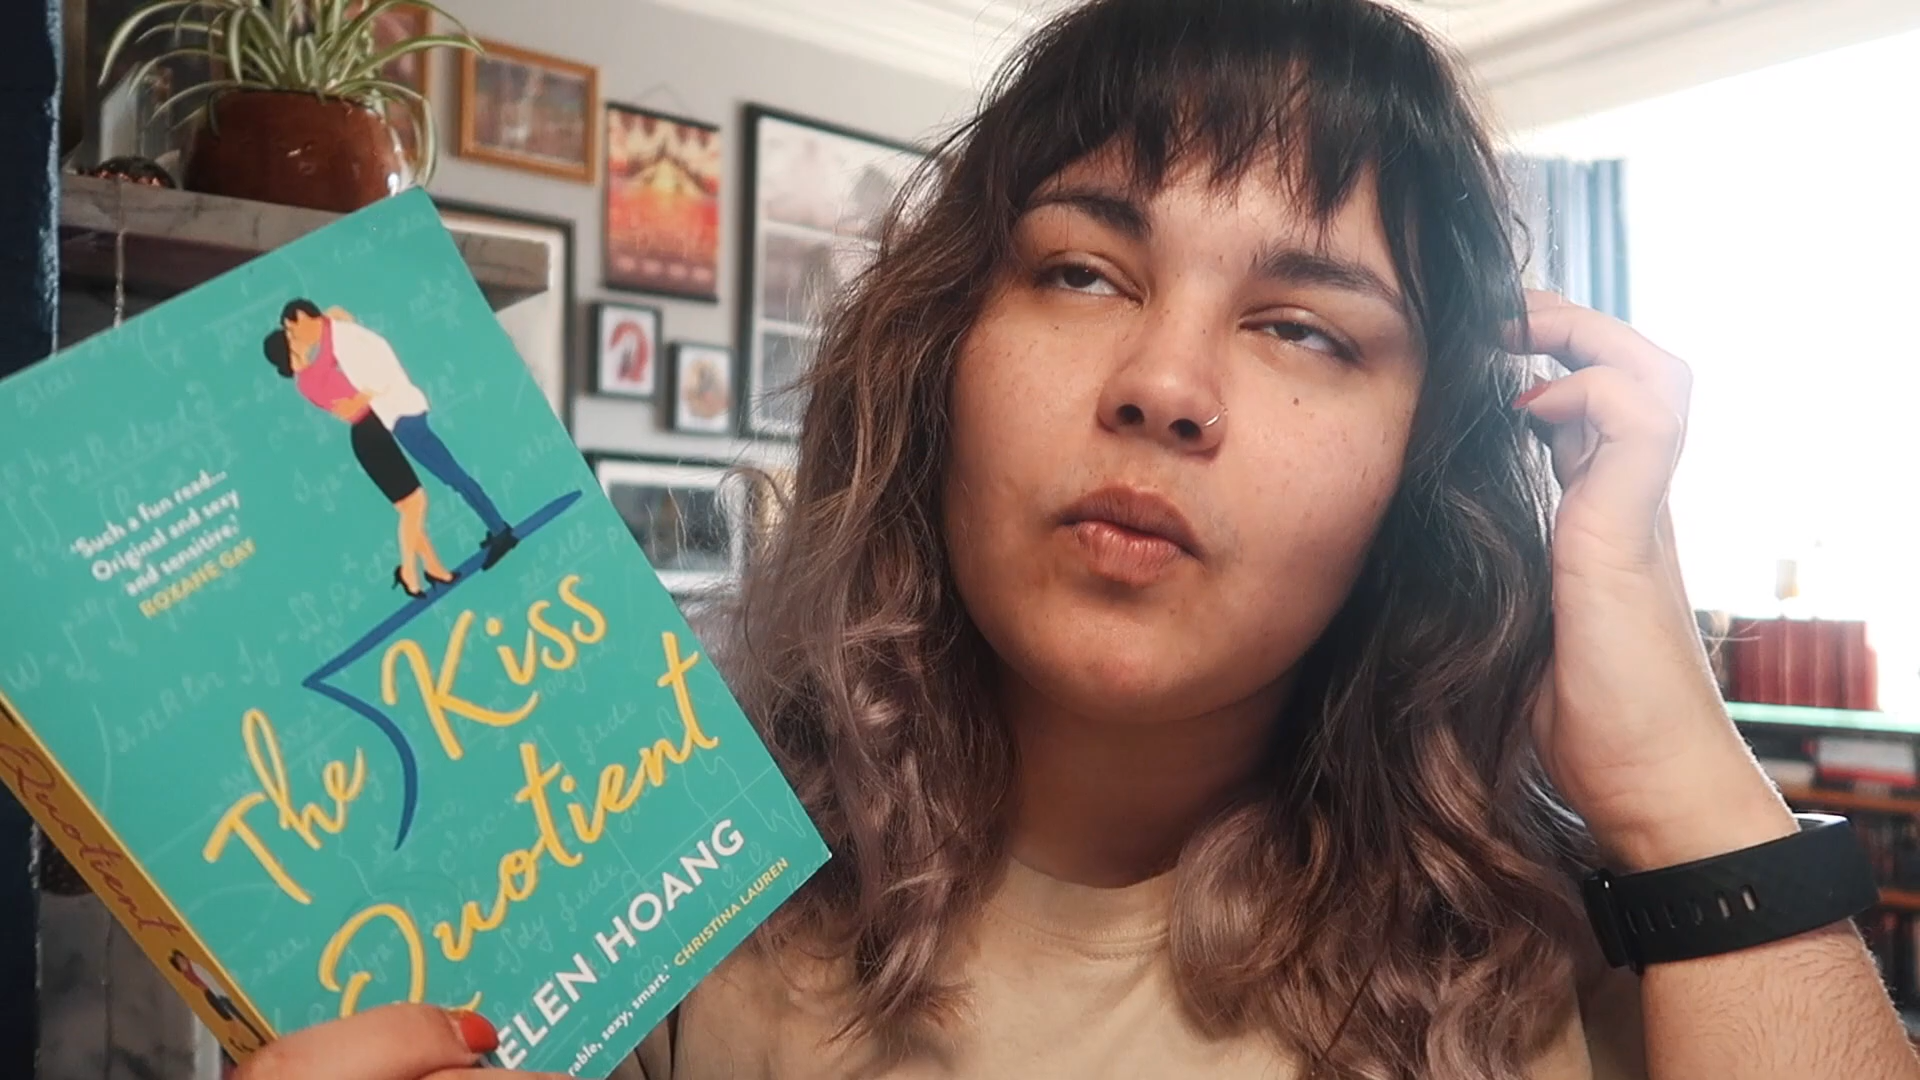 'Such a fun read...
Original and sexy
and sensitive.'
ROXANE GAY
The Kiss
Quotient
ELEN HOANG
rable, sexy, smart.' CHRISTINA LAUREN
Quotient